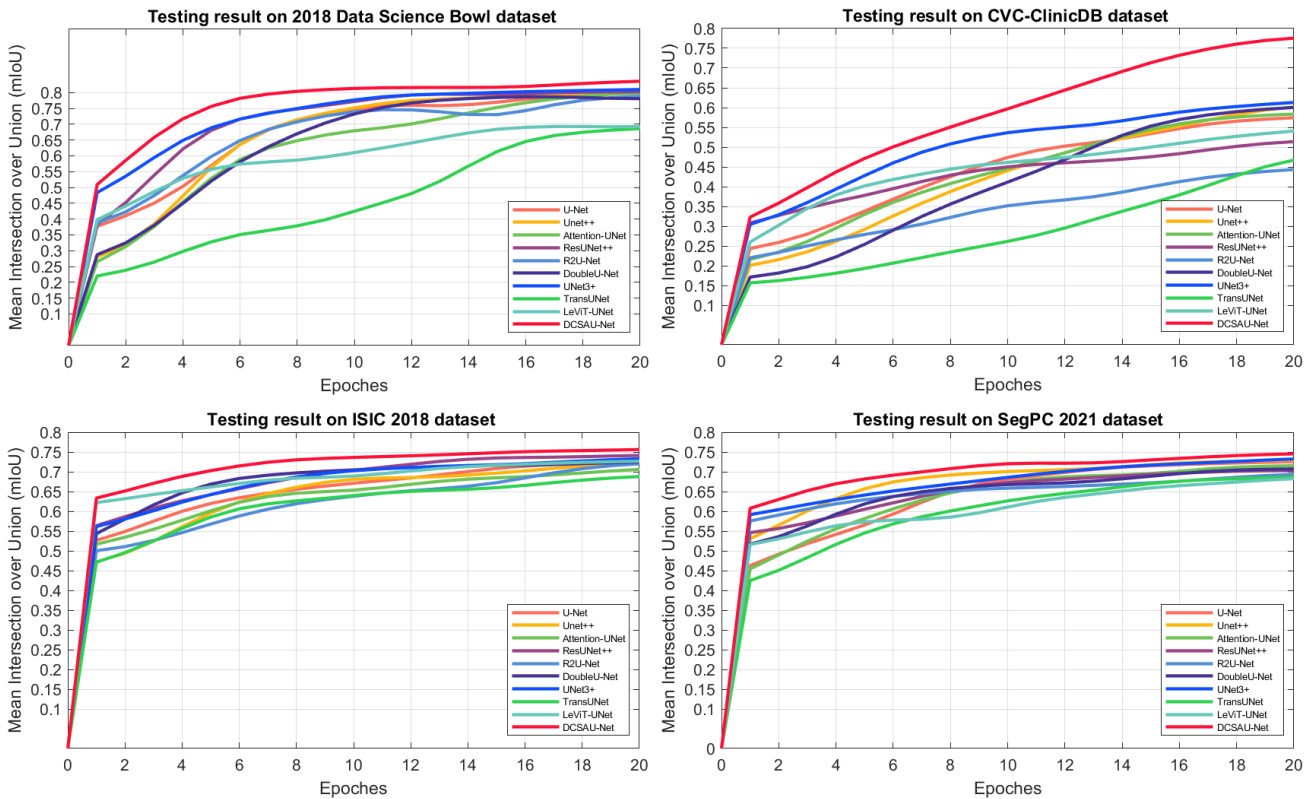 Testing result on 2018 Data Science Bowl dataset
Mean Intersection over Union (mIoU)
0.8
0.75
0.7
0.65
0.6
0.55
0.5
0.45
0.4
0.35
0.3
0.25
0.2
0.15
0.1
U-Net
Unet++
Attention-UNet
ResUNet++
R2U-Net
DoubleU-Net
UNet3+
TransUNet
LeViT-UNet
DCSAU-Net
0 2 4 6 8 10 12 14 16 18 20
Epoches
Testing result on CVC-ClinicDB dataset
Mean Intersection over Union (mIoU)
0.8
0.75
0.7
0.65
0.6
0.55
0.5
0.45
0.4
0.35
0.3
0.25
0.2
0.15
0.1
U-Net
Unet++
Attention-UNet
ResUNet++
R2U-Net
DoubleU-Net
UNet3+
TransUNet
LeViT-UNet
DCSAU-Net
0 2 4 6 8 10 12 14 16 18 20
Epoches
Testing result on ISIC 2018 dataset
Mean Intersection over Union (mIoU)
0.8
0.75
0.7
0.65
0.6
0.55
0.5
0.45
0.4
0.35
0.3
0.25
0.2
0.15
0.1
U-Net
Unet++
Attention-UNet
ResUNet++
R2U-Net
DoubleU-Net
UNet3+
TransUNet
LeViT-UNet
DCSAU-Net
0 2 4 6 8 10 12 14 16 18 20
Epoches
Testing result on SegPC 2021 dataset
Mean Intersection over Union (mIoU)
0.8
0.75
0.7
0.65
0.6
0.55
0.5
0.45
0.4
0.35
0.3
0.25
0.2
0.15
0.1
0
U-Net
Unet++
Attention-UNet
ResUNet++
R2U-Net
DoubleU-Net
UNet3+
TransUNet
LeViT-UNet
DCSAU-Net
0 2 4 6 8 10 12 14 16 18 20
Epoches